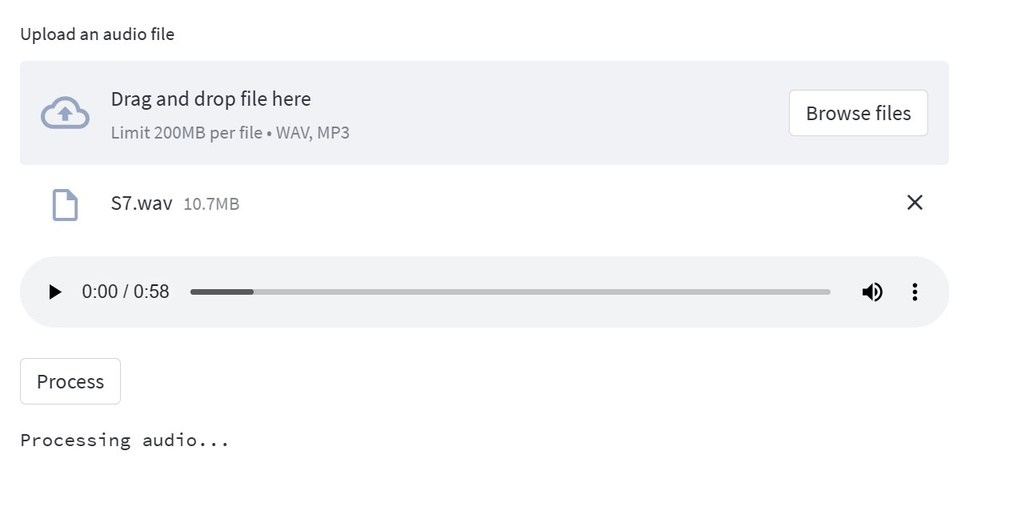 Upload an audio file
Drag and drop file here
Limit 200MB per file • WAV, MP3
Browse files
S7.wav 10.7MB
0:00 / 0:58
Process
Processing audio...